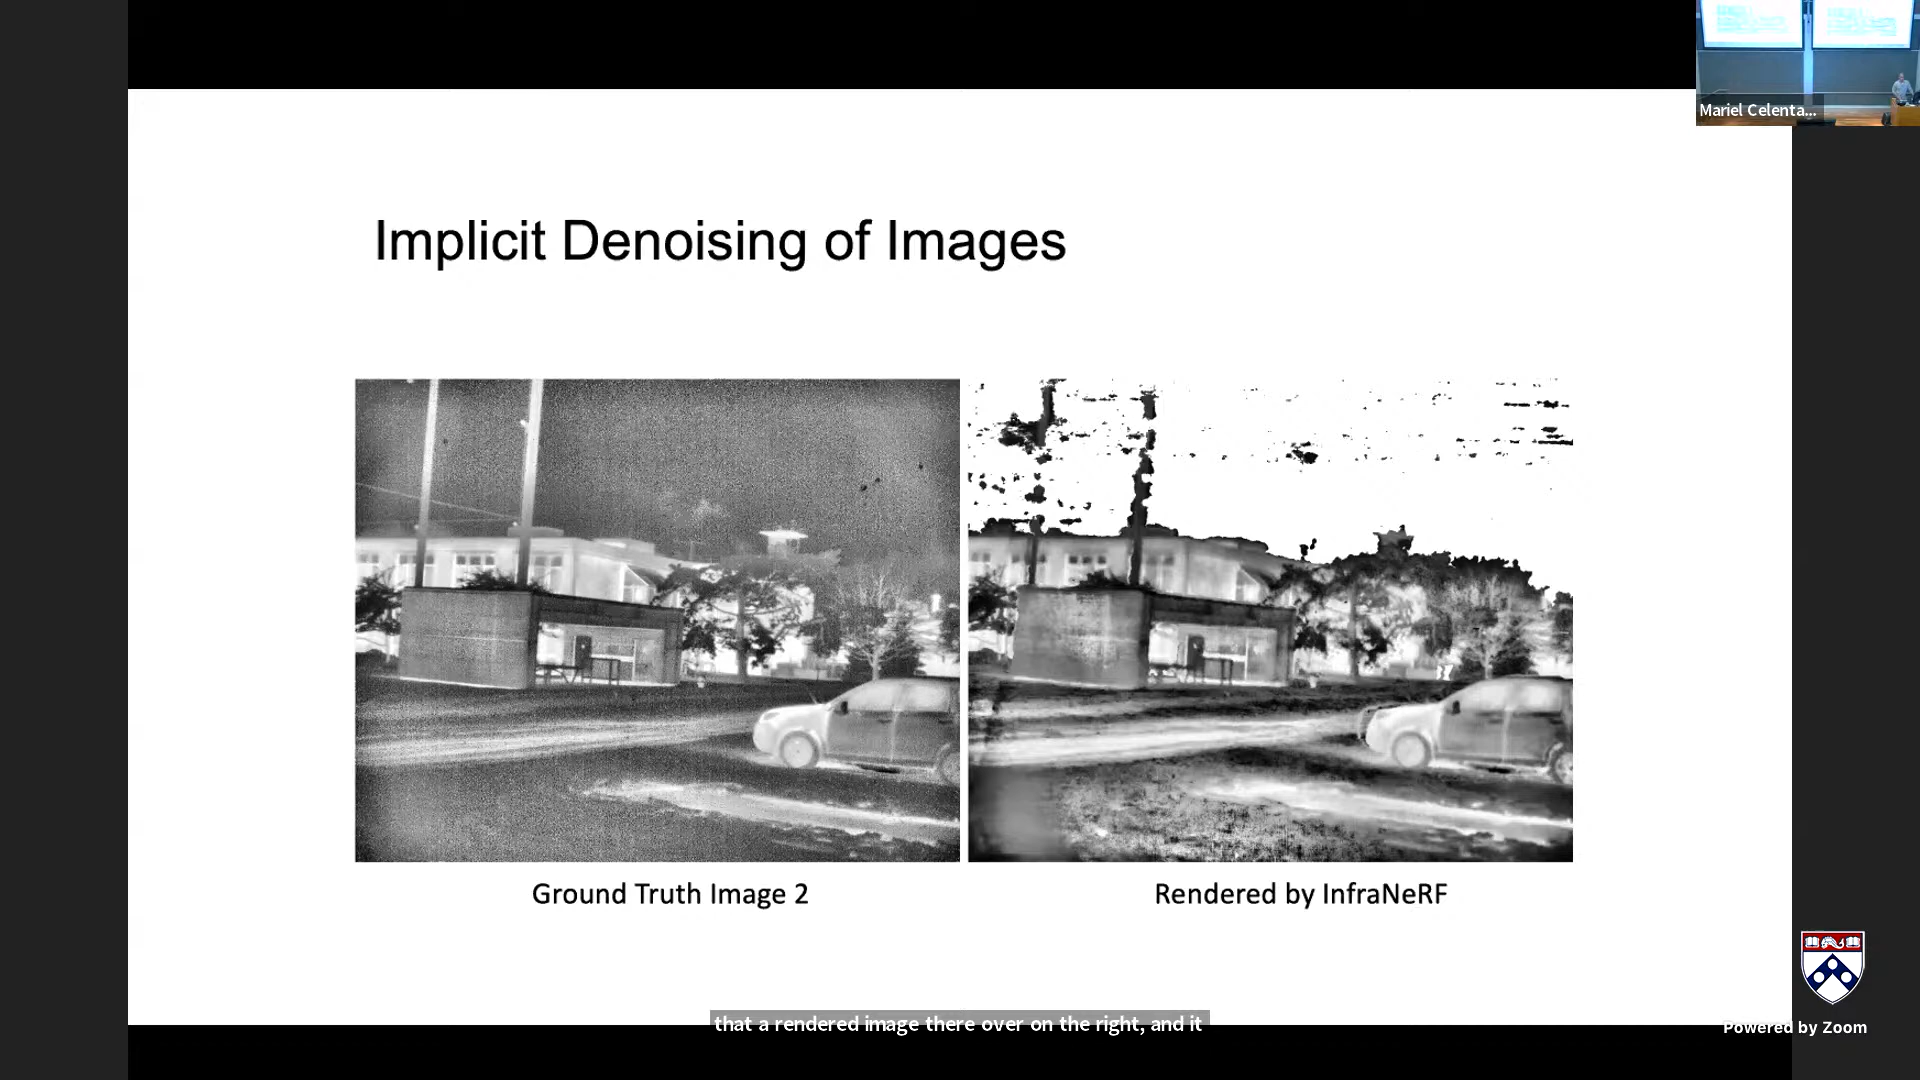 Mariel Celenta...
Implicit Denoising of Images
Ground Truth Image 2
Rendered by InfraNeRF
that a rendered image there over on the right, and it
Powered by Zoom